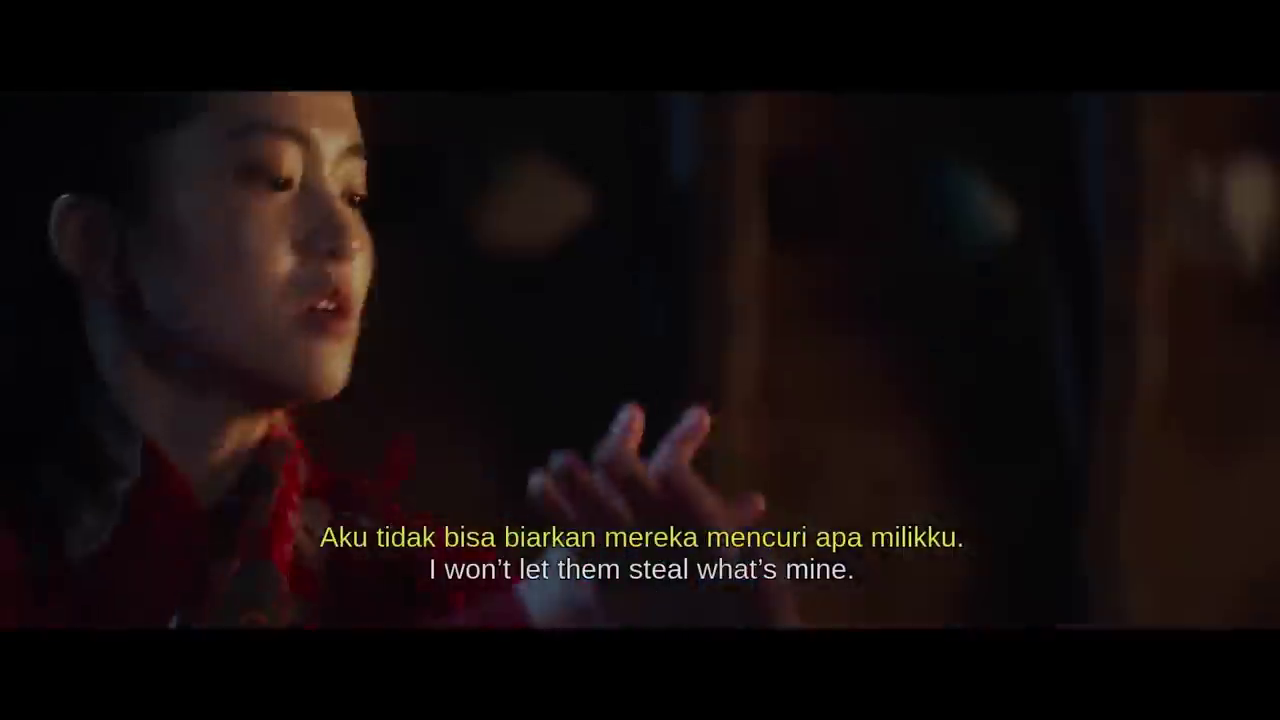 Aku tidak bisa biarkan mereka mencuri apa milikku.
I won’t let them steal what’s mine.